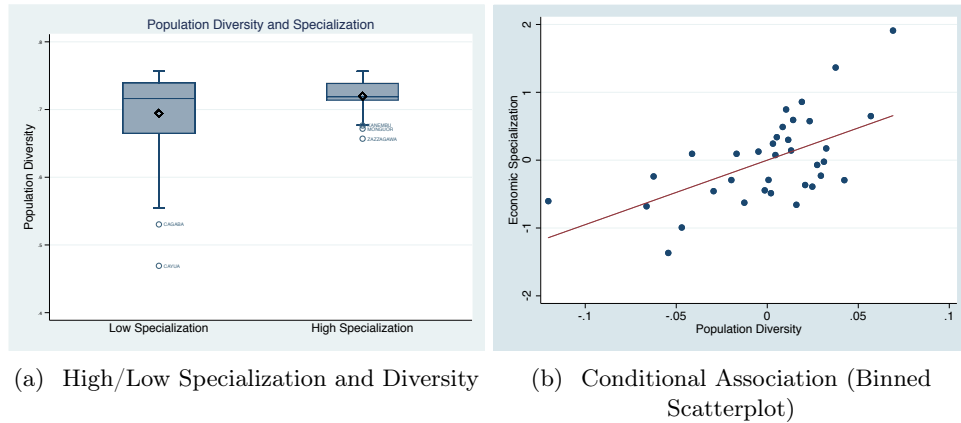 Population Diversity and Specialization
Population Diversity
.8
.7
.6
.5
.4
KANEMBU
MONGUOR
ZAZZAGAWA
CAGABA
CAYUA
Low Specialization
High Specialization
Economic Specialization
2
1
0
-1
-2
-.1
-.05
0
.05
.1
Population Diversity
(a) High/Low Specialization and Diversity
(b) Conditional Association (Binned
Scatterplot)